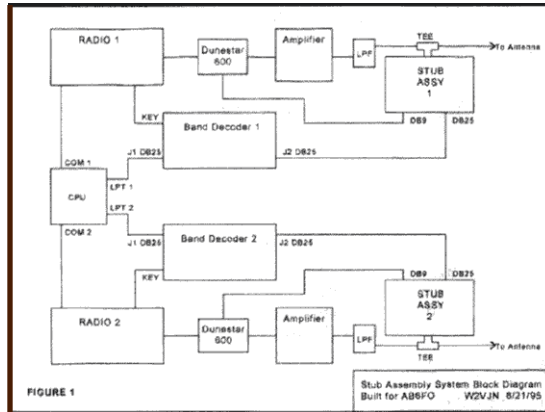 RADIO 1
Dunestar
600
Amplifier
LPF
TEE
To Antenna
STUB
ASSY
1
KEY
Band Decoder 1
DB9
DB25
COM 1
J1 DB25
J2 DB25
CPU
LPT 1
LPT 2
COM 2
J1 DB25
Band Decoder 2
J2 DB25
KEY
DB9
DB25
STUB
ASSY
2
RADIO 2
Dunestar
600
Amplifier
LPF
TEE
To Antenna
FIGURE 1
Stub Assembly System Block Diagram
Built for AB6FO W2VJN 8/21/95